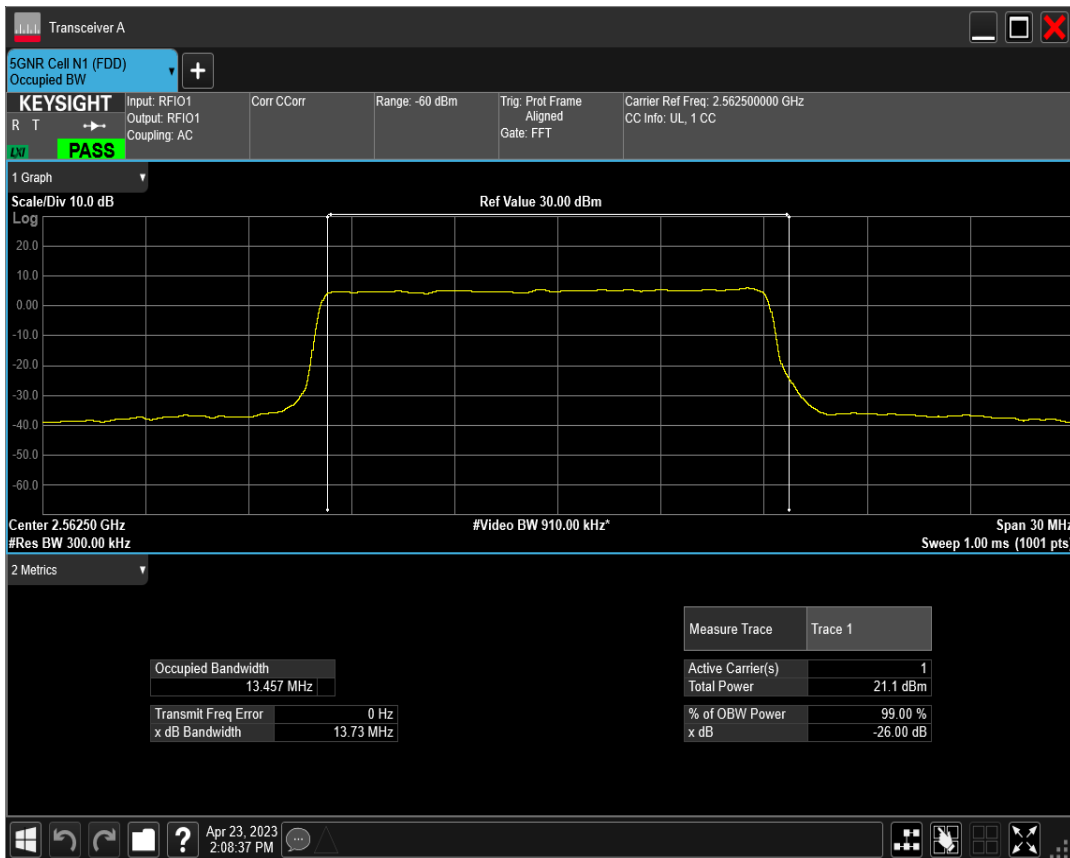 Transceiver A
5GNR Cell N1 (FDD)
Occupied BW
KEYSIGHT
R T
LXI
PASS
Input: RFIO1
Output: RFIO1
Coupling: AC
Corr CCorr
Range: -60 dBm
Trig: Prot Frame
Aligned
Gate: FFT
Carrier Ref Freq: 2.562500000 GHz
CC Info: UL, 1 CC
1 Graph
Scale/Div 10.0 dB
Ref Value 30.00 dBm
Log
20.0
10.0
0.00
-10.0
-20.0
-30.0
-40.0
-50.0
-60.0
Center 2.56250 GHz
#Video BW 910.00 kHz*
Span 30 MHz
#Res BW 300.00 kHz
Sweep 1.00 ms (1001 pts)
2 Metrics
Measure Trace Trace 1
Occupied Bandwidth
13.457 MHz
Active Carrier(s) 1
Total Power 21.1 dBm
Transmit Freq Error 0 Hz
x dB Bandwidth 13.73 MHz
% of OBW Power 99.00 %
x dB -26.00 dB
Apr 23, 2023
2:08:37 PM